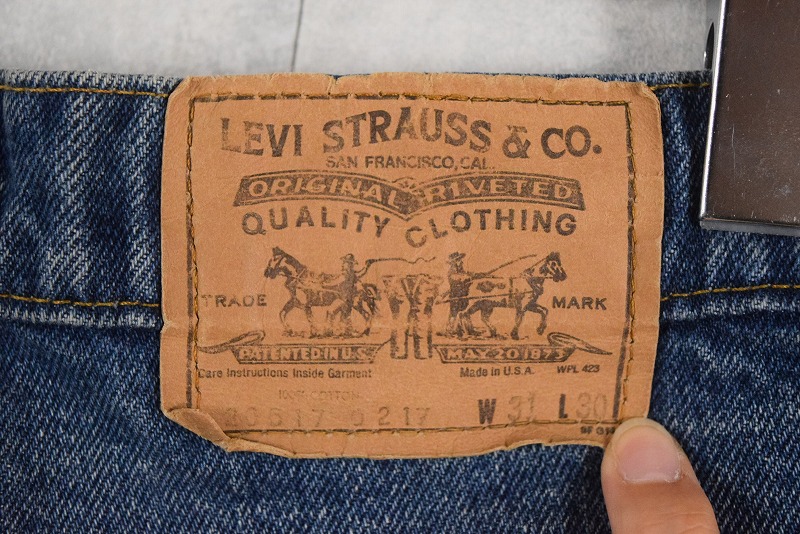 LEVI STRAUSS & CO.
SAN FRANCISCO, CAL.
ORIGINAL RIVETED
QUALITY CLOTHING
TRADE MARK
PATENTED IN U.S. MAY 20 1873
Care Instructions Inside Garment Made in U.S.A. WPL 423
100% COTTON
0217 W 31 L 30